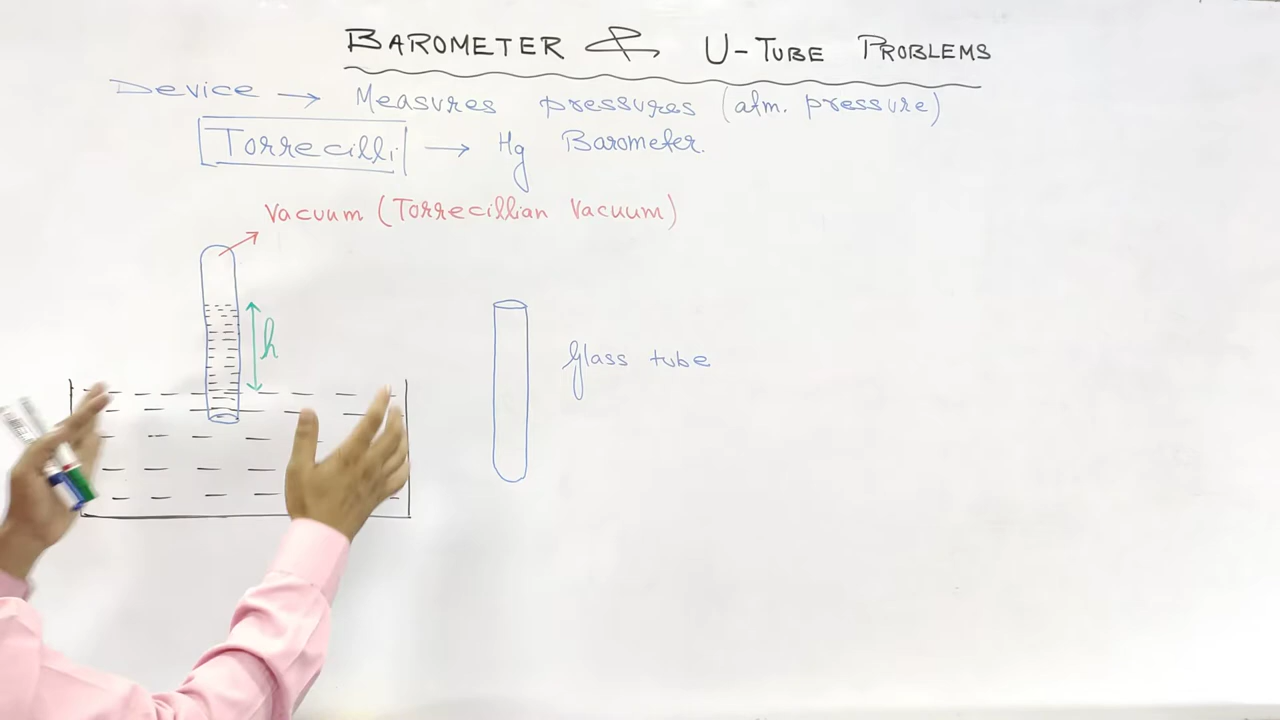 BAROMETER & U-TUBE PROBLEMS
Device → Measures pressures (atm. pressure)
Torrecilli → Hg Barometer.
Vacuum (Torrecillian Vacuum)
h
Glass tube